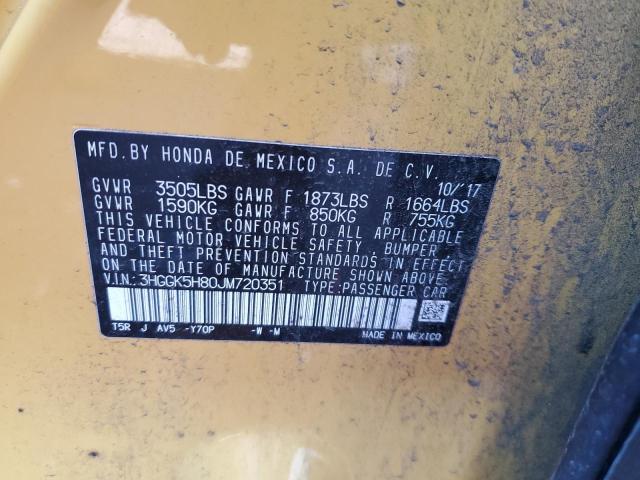 MFD. BY HONDA DE MEXICO S.A. DE C.V.
10/'17
GVWR 3505LBS GAWR F 1873LBS R 1664LBS
GVWR 1590KG GAWR F 850KG R 755KG
THIS VEHICLE CONFORMS TO ALL APPLICABLE
FEDERAL MOTOR VEHICLE SAFETY BUMPER,
AND THEFT PREVENTION STANDARDS IN EFFECT
ON THE DATE OF MANUFACTURE SHOWN ABOVE.
V.I.N.:3HGGK5H80JM720351 TYPE:PASSENGER CAR
T5R J AV5 -Y70P -W -M MADE IN MEXICO